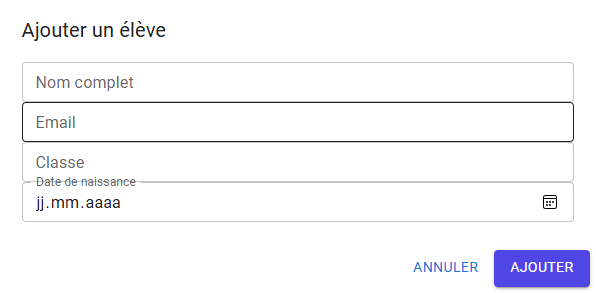 Ajouter un élève
Nom complet
Email
Classe
Date de naissance
jj.mm.aaaa
ANNULER AJOUTER